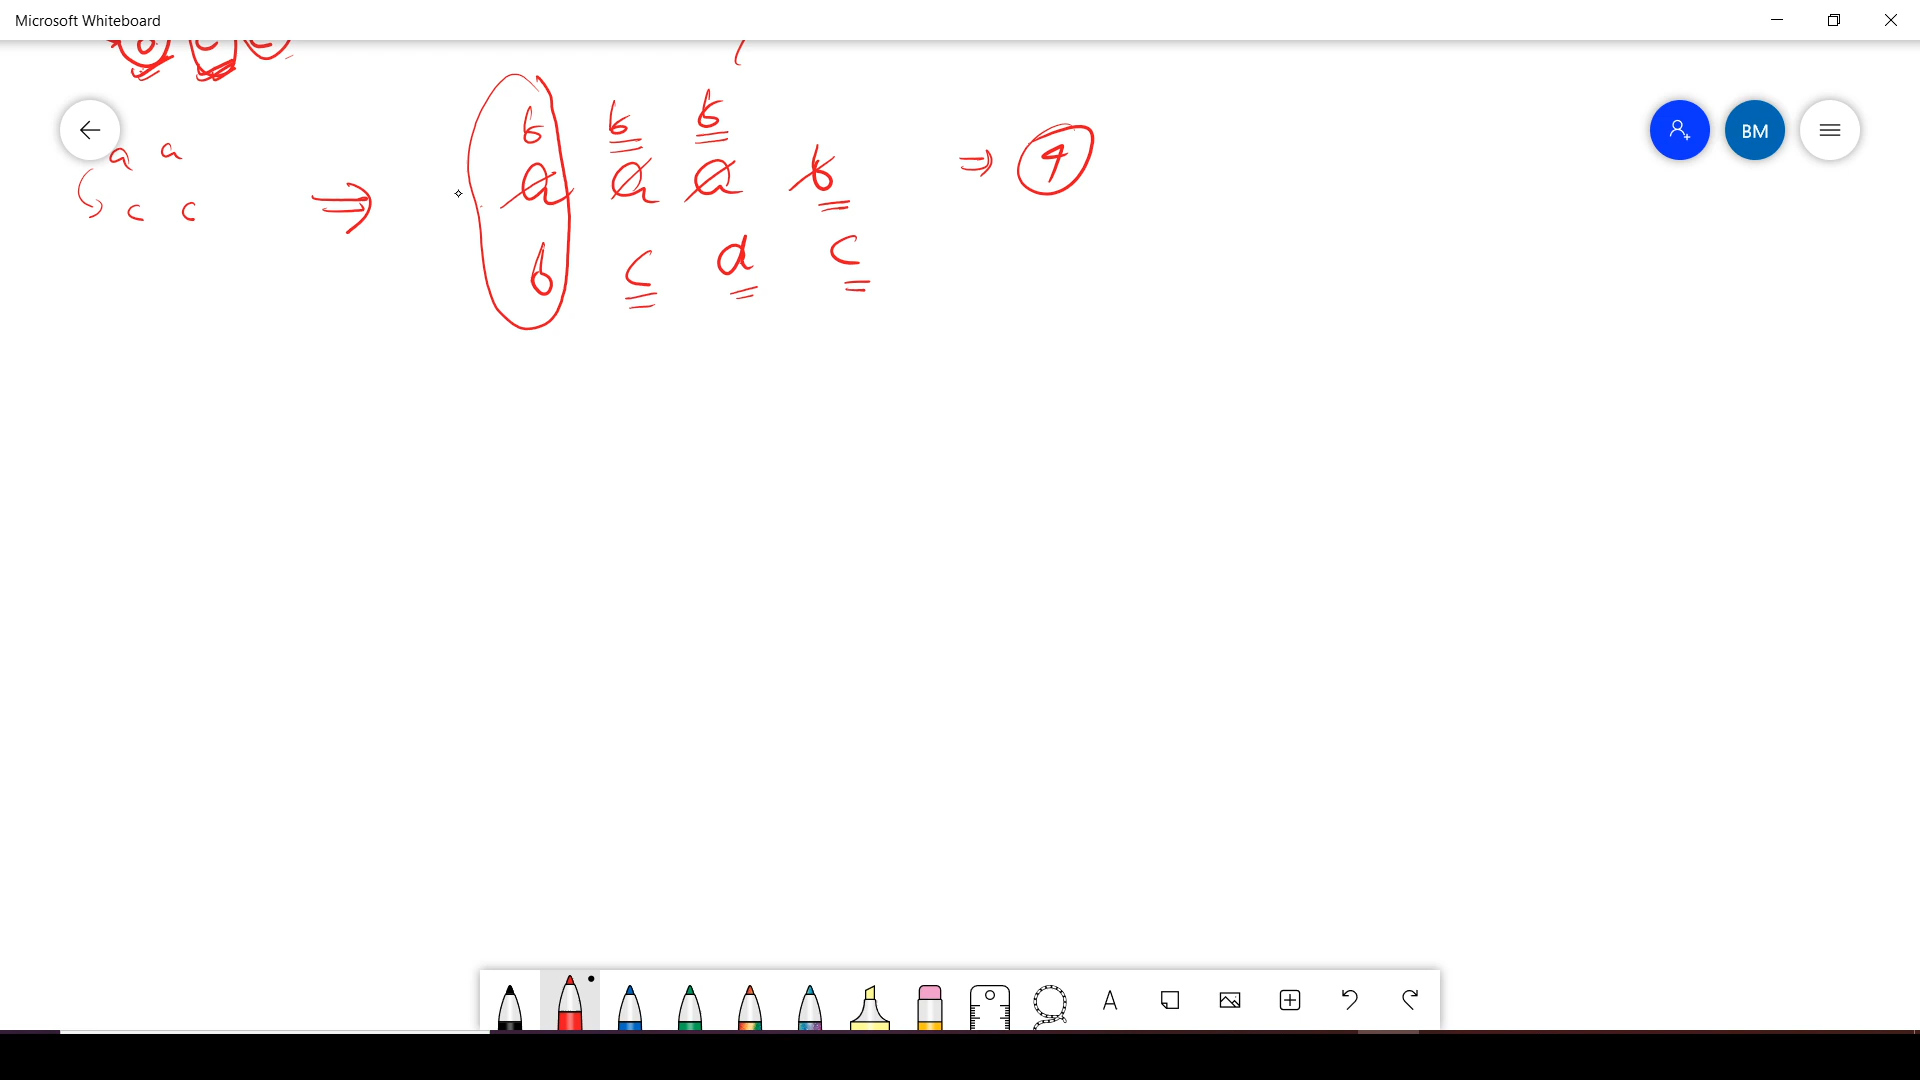 Microsoft Whiteboard
b b b
a a
a a a b
⇒ 4
c c
⇒
b c d c
BM
A